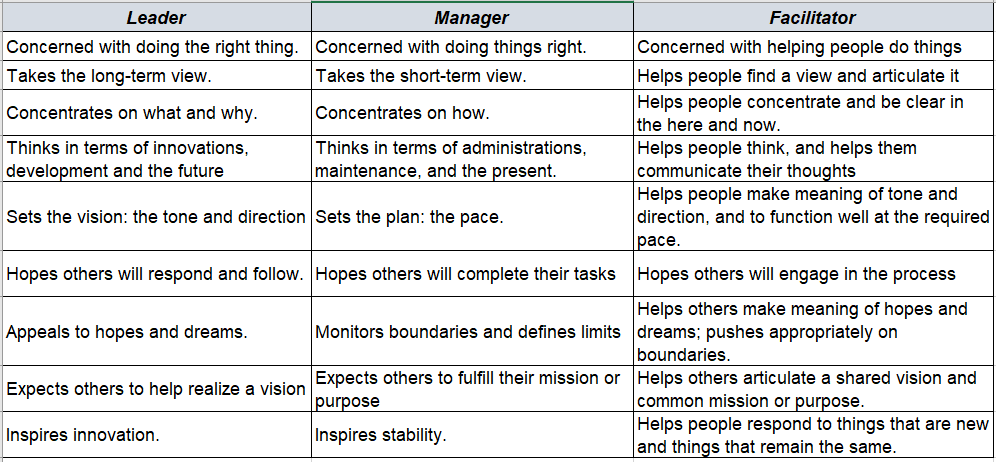 Leader Manager Facilitator
Concerned with doing the right thing. Concerned with doing things right. Concerned with helping people do things
Takes the long-term view. Takes the short-term view. Helps people find a view and articulate it
Concentrates on what and why. Concentrates on how. Helps people concentrate and be clear in
the here and now.
Thinks in terms of innovations, Thinks in terms of administrations, Helps people think, and helps them
development and the future maintenance, and the present. communicate their thoughts
Sets the vision: the tone and direction Sets the plan: the pace. Helps people make meaning of tone and
direction, and to function well at the required
pace.
Hopes others will respond and follow. Hopes others will complete their tasks Hopes others will engage in the process
Appeals to hopes and dreams. Monitors boundaries and defines limits Helps others make meaning of hopes and
dreams; pushes appropriately on
boundaries.
Expects others to help realize a vision Expects others to fulfill their mission or Helps others articulate a shared vision and
purpose common mission or purpose.
Inspires innovation. Inspires stability. Helps people respond to things that are new
and things that remain the same.